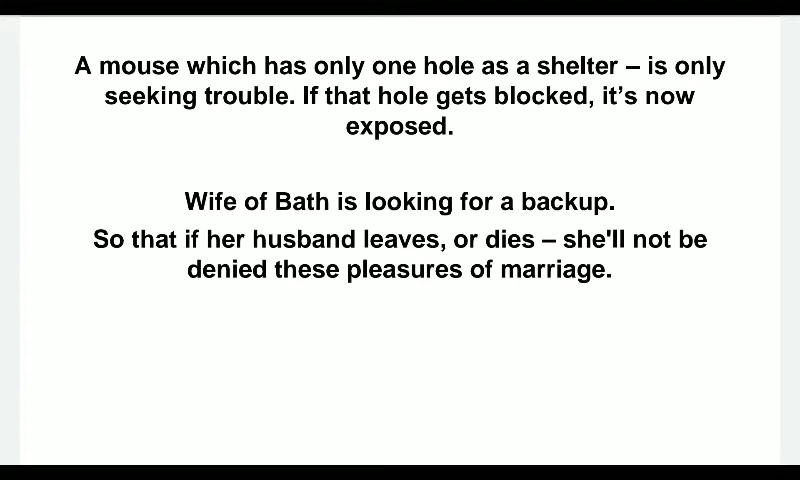 A mouse which has only one hole as a shelter – is only
seeking trouble. If that hole gets blocked, it’s now
exposed.
Wife of Bath is looking for a backup.
So that if her husband leaves, or dies – she'll not be
denied these pleasures of marriage.